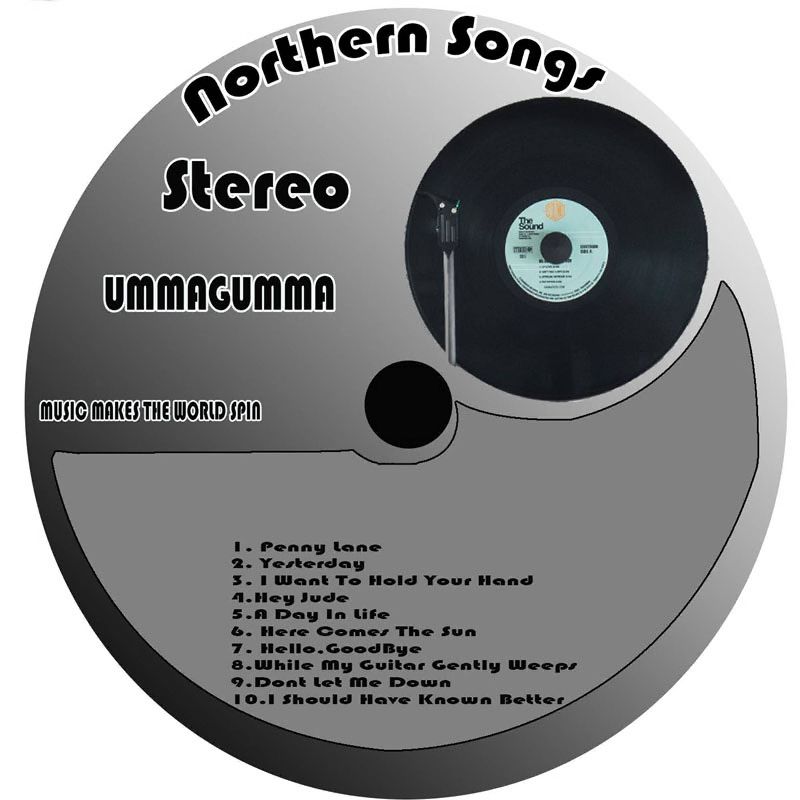 Northern Songs
Stereo
UMMAGUMMA
The
Sound
MUSIC MAKES THE WORLD SPIN
1. Penny Lane
2. Yesterday
3. I Want To Hold Your Hand
4.Hey Jude
5.A Day In Life
6. Here Comes The Sun
7. Hello.GoodBye
8.While My Guitar Gently Weeps
9.Dont Let Me Down
10.I Should Have Known Better